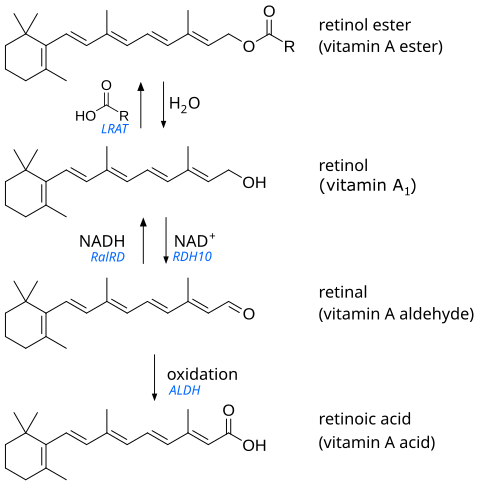 O
O
R
retinol ester
(vitamin A ester)
O
HO
R
LRAT
H₂O
OH
retinol
(vitamin A₁)
NADH
RalRD
NAD⁺
RDH10
O
retinal
(vitamin A aldehyde)
oxidation
ALDH
O
OH
retinoic acid
(vitamin A acid)